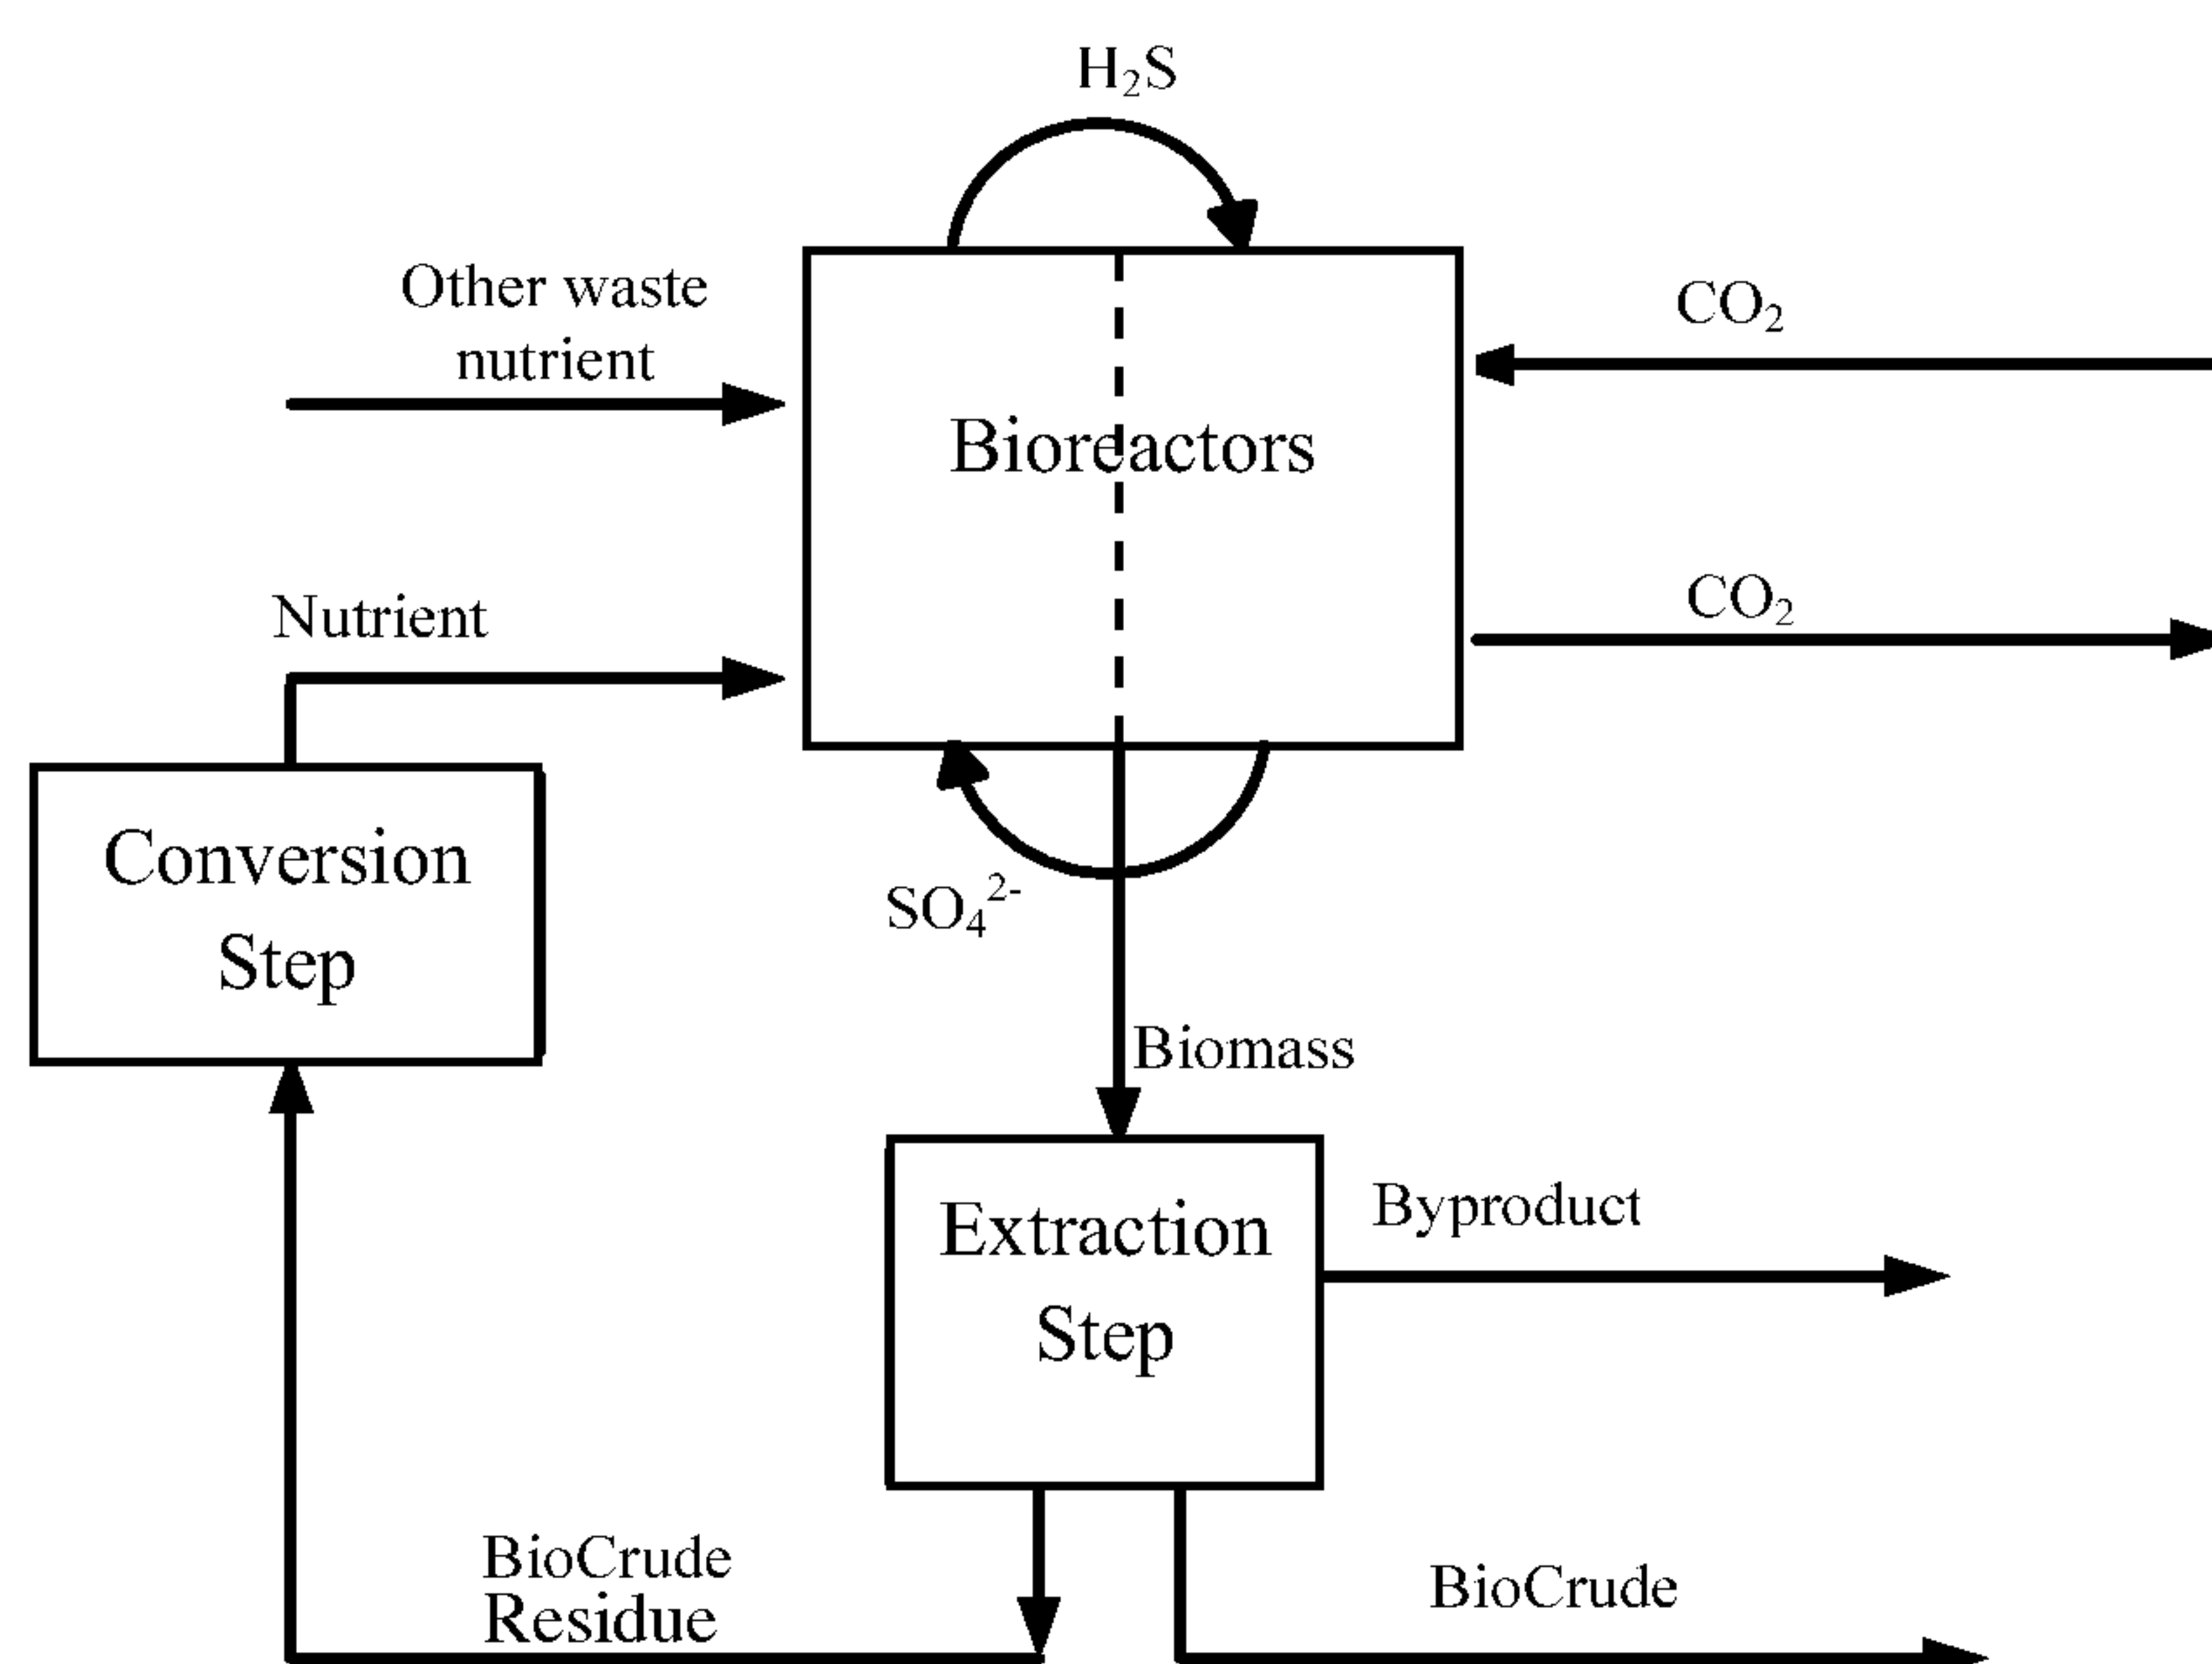 H₂S
Other waste
nutrient
CO₂
Bioreactors
CO₂
Nutrient
Conversion
Step
SO₄²⁻
Biomass
Extraction
Step
Byproduct
BioCrude
Residue
BioCrude